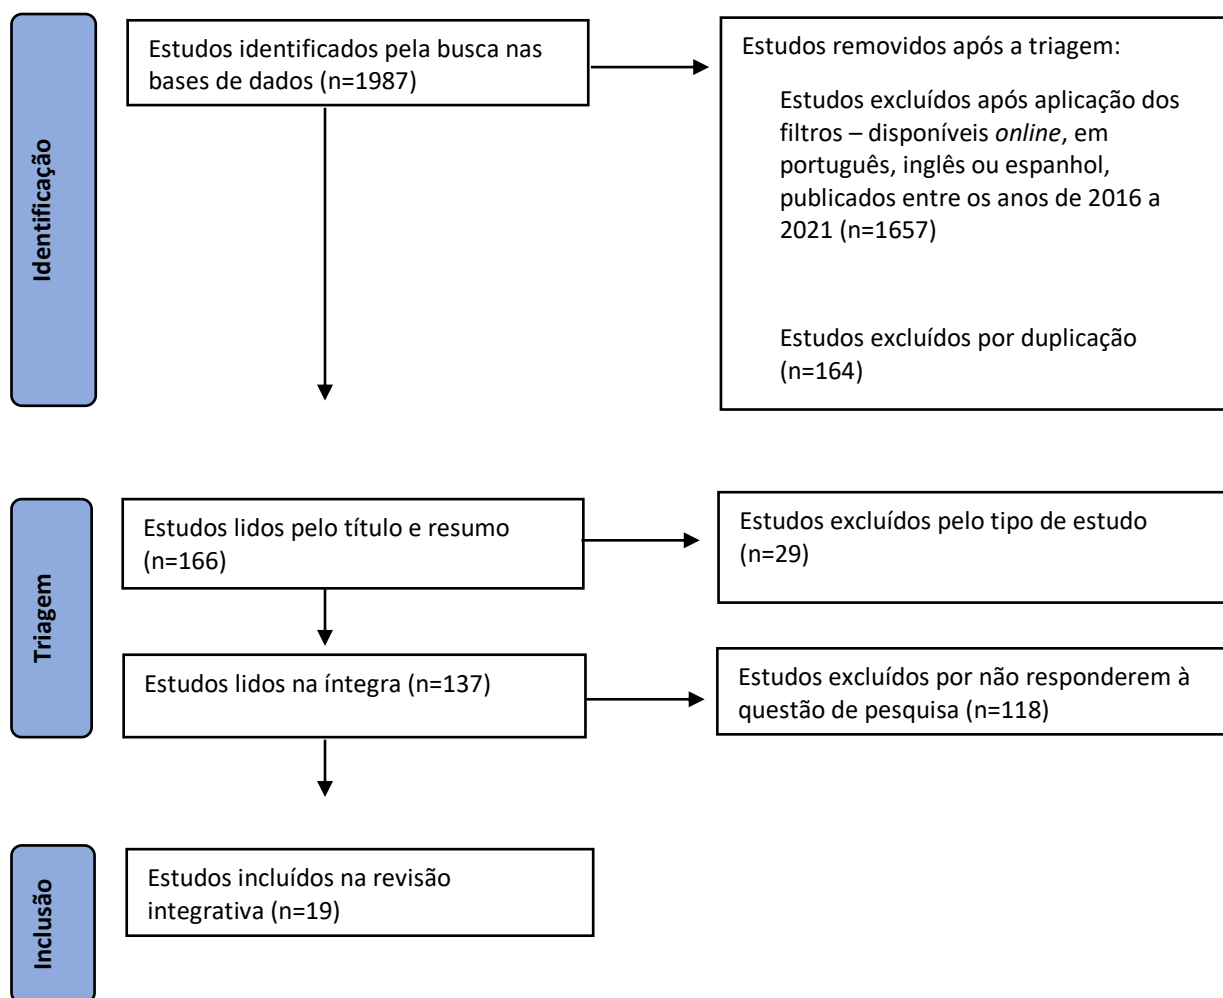 Identificação
Estudos identificados pela busca nas
bases de dados (n=1987)
Estudos removidos após a triagem:
Estudos excluídos após aplicação dos
filtros – disponíveis online, em
português, inglês ou espanhol,
publicados entre os anos de 2016 a
2021 (n=1657)
Estudos excluídos por duplicação
(n=164)
Triagem
Estudos lidos pelo título e resumo
(n=166)
Estudos excluídos pelo tipo de estudo
(n=29)
Estudos lidos na íntegra (n=137)
Estudos excluídos por não responderem à
questão de pesquisa (n=118)
Inclusão
Estudos incluídos na revisão
integrativa (n=19)